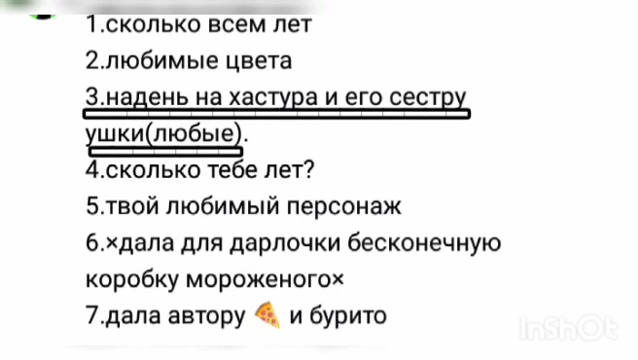 1.сколько всем лет
2.любимые цвета
3.надень на хастура и его сестру
ушки(любые).
4.сколько тебе лет?
5.твой любимый персонаж
6.×дала для дарлочки бесконечную
коробку мороженого×
7.дала автору 🍕 и бурито
InShOt